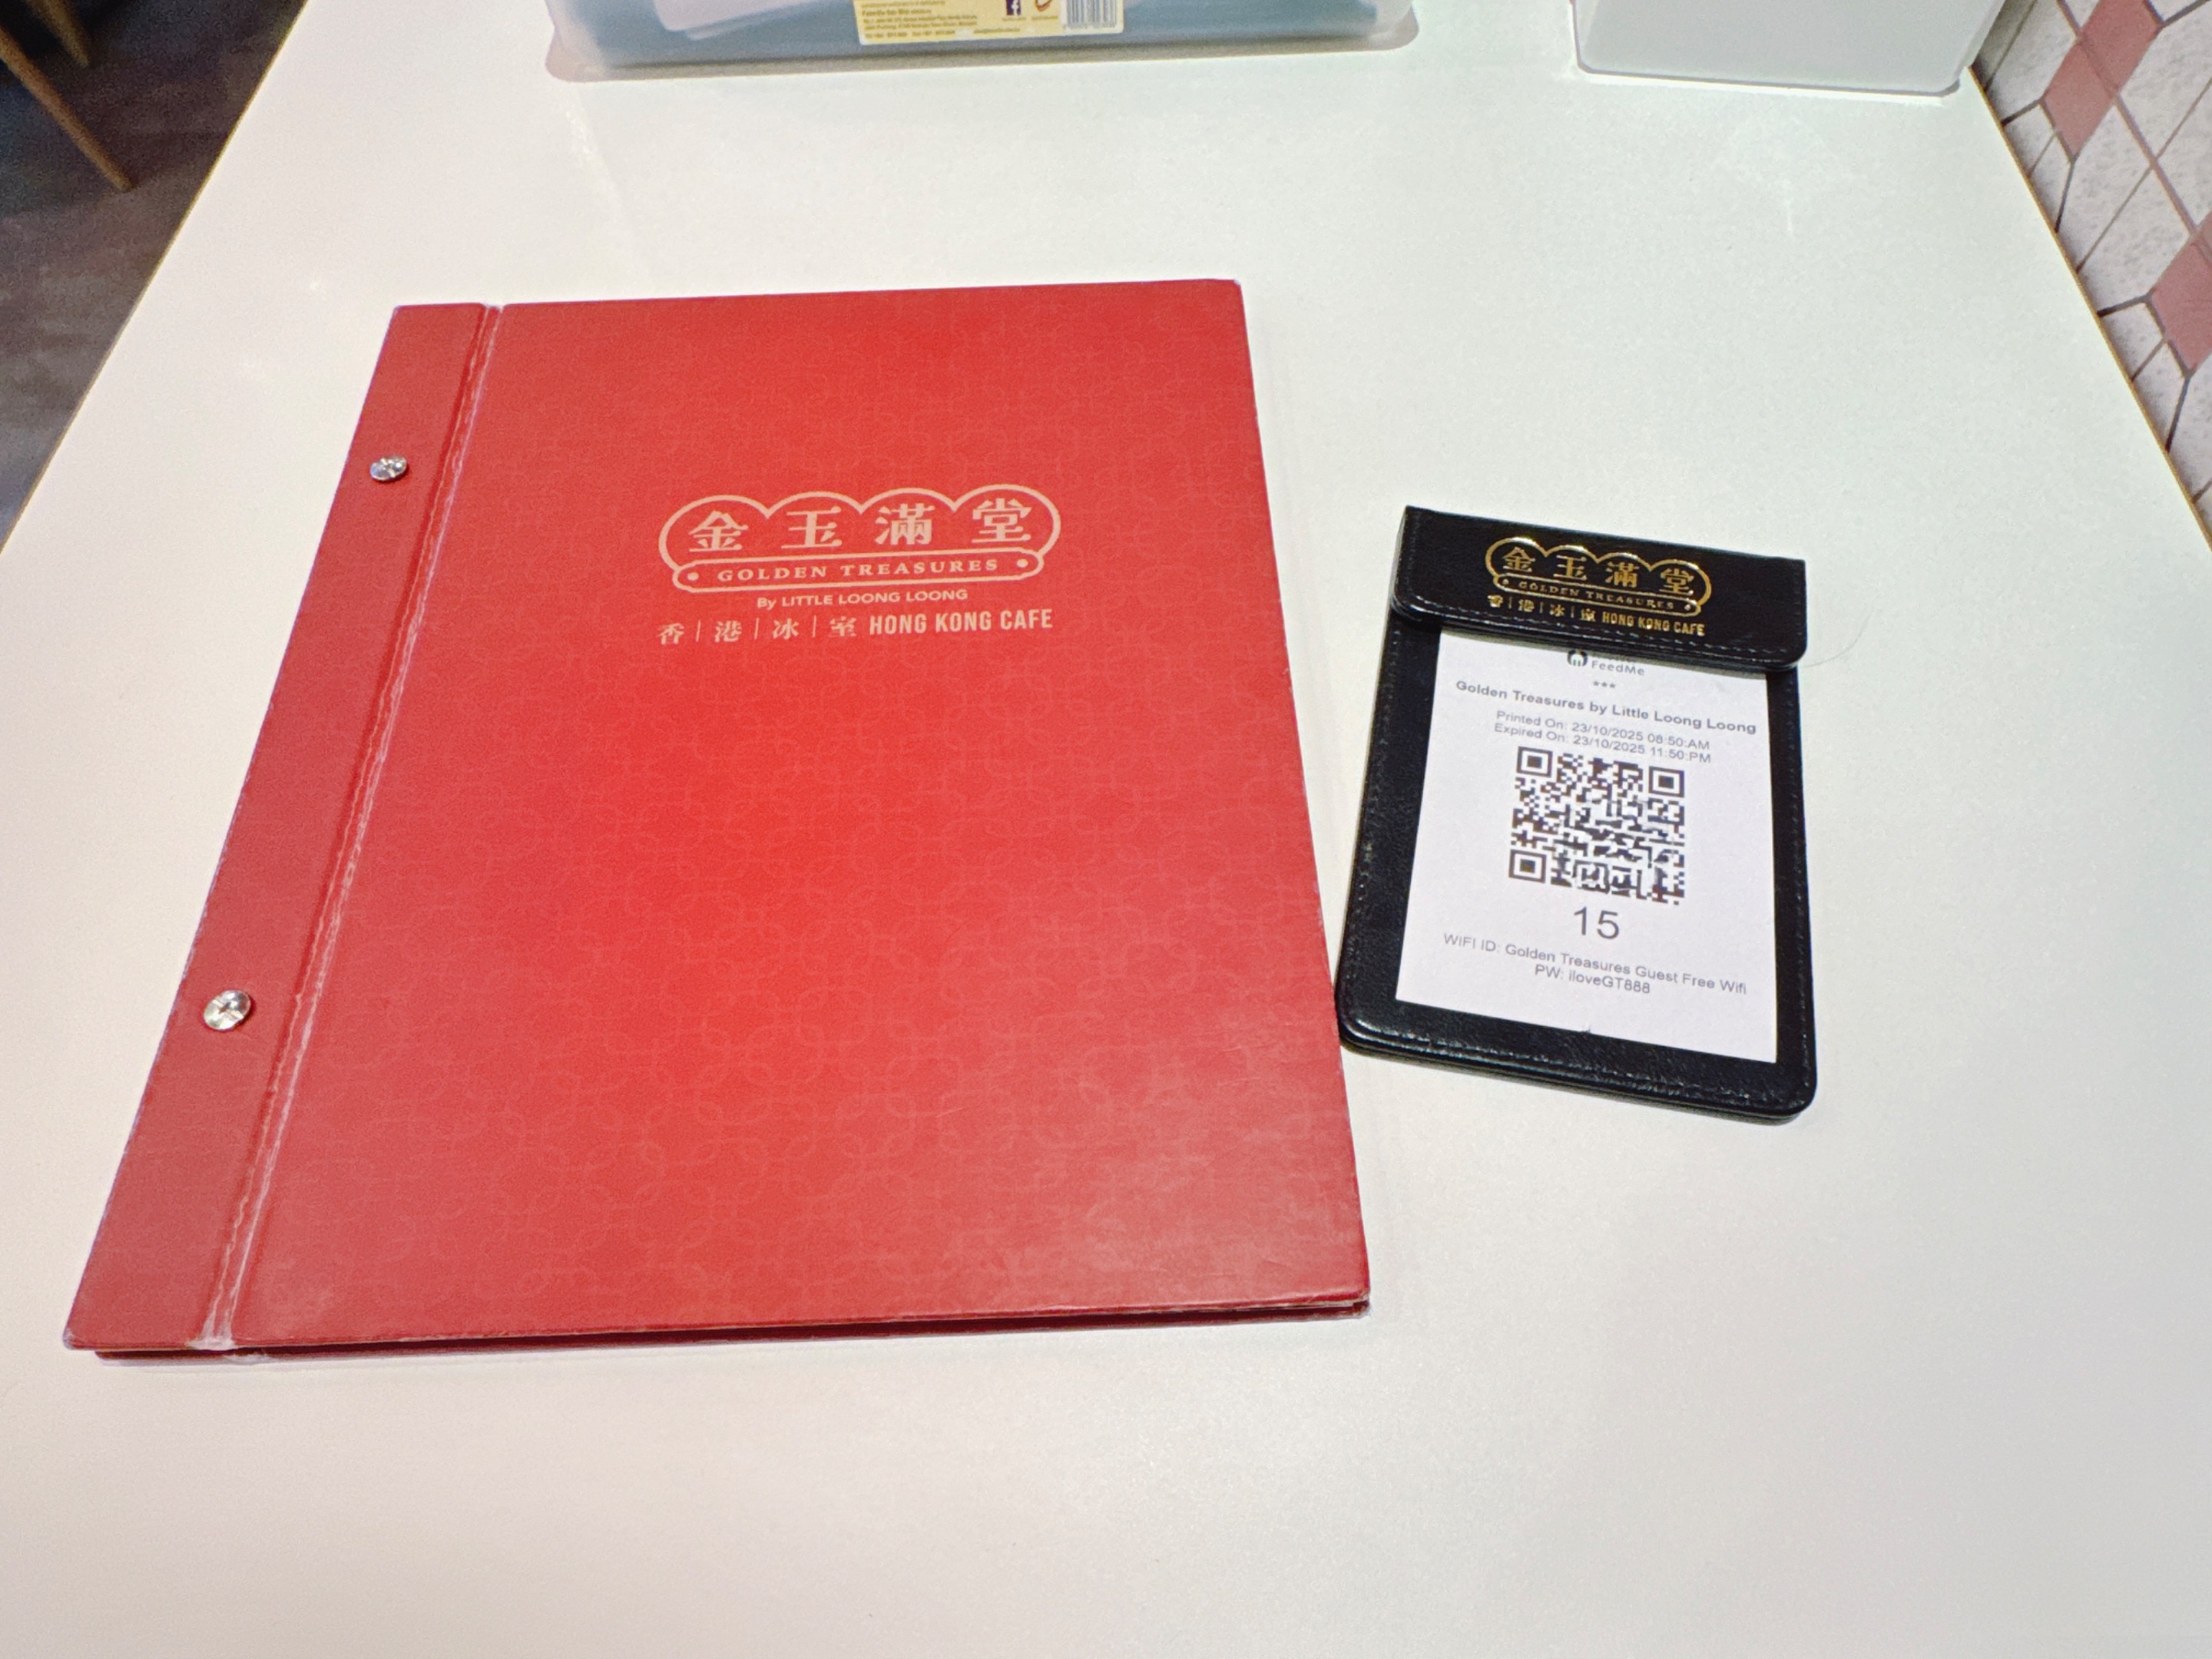 金玉滿堂
GOLDEN TREASURES
By LITTLE LOONG LOONG
香|港|冰|室 HONG KONG CAFE
金玉滿堂
GOLDEN TREASURES
香|港|冰|室 HONG KONG CAFE
FeedMe
***
Golden Treasures by Little Loong Loong
Printed On: 23/10/2025 08:50:AM
Expired On: 23/10/2025 11:50:PM
15
WIFI ID: Golden Treasures Guest Free Wifi
PW: iloveGT888